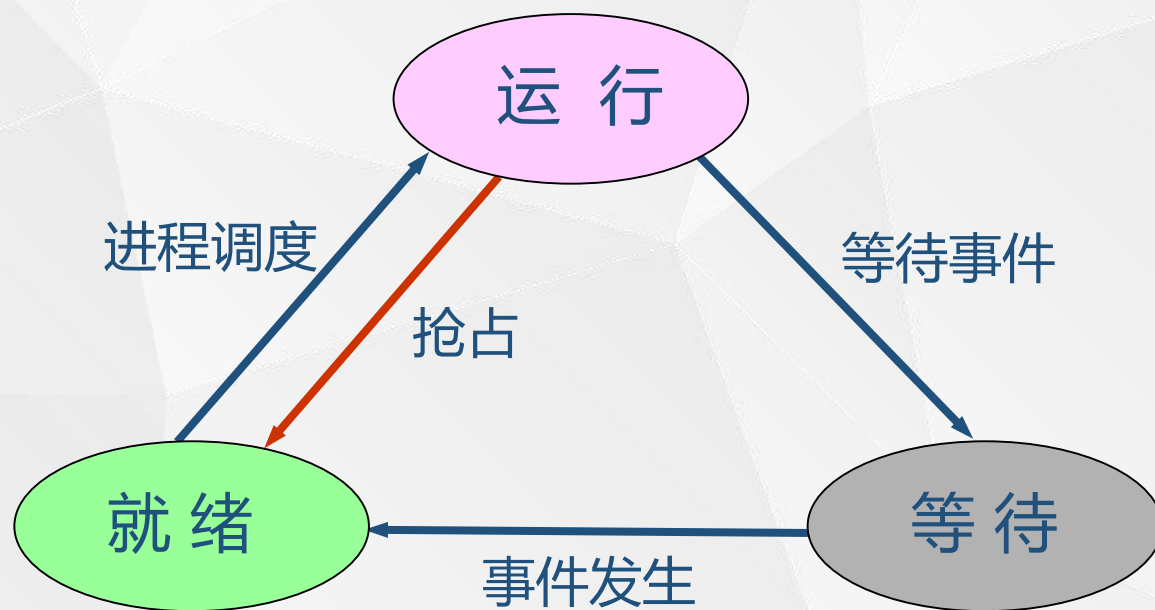 运 行
进程调度
等待事件
抢占
就 绪
等 待
事件发生